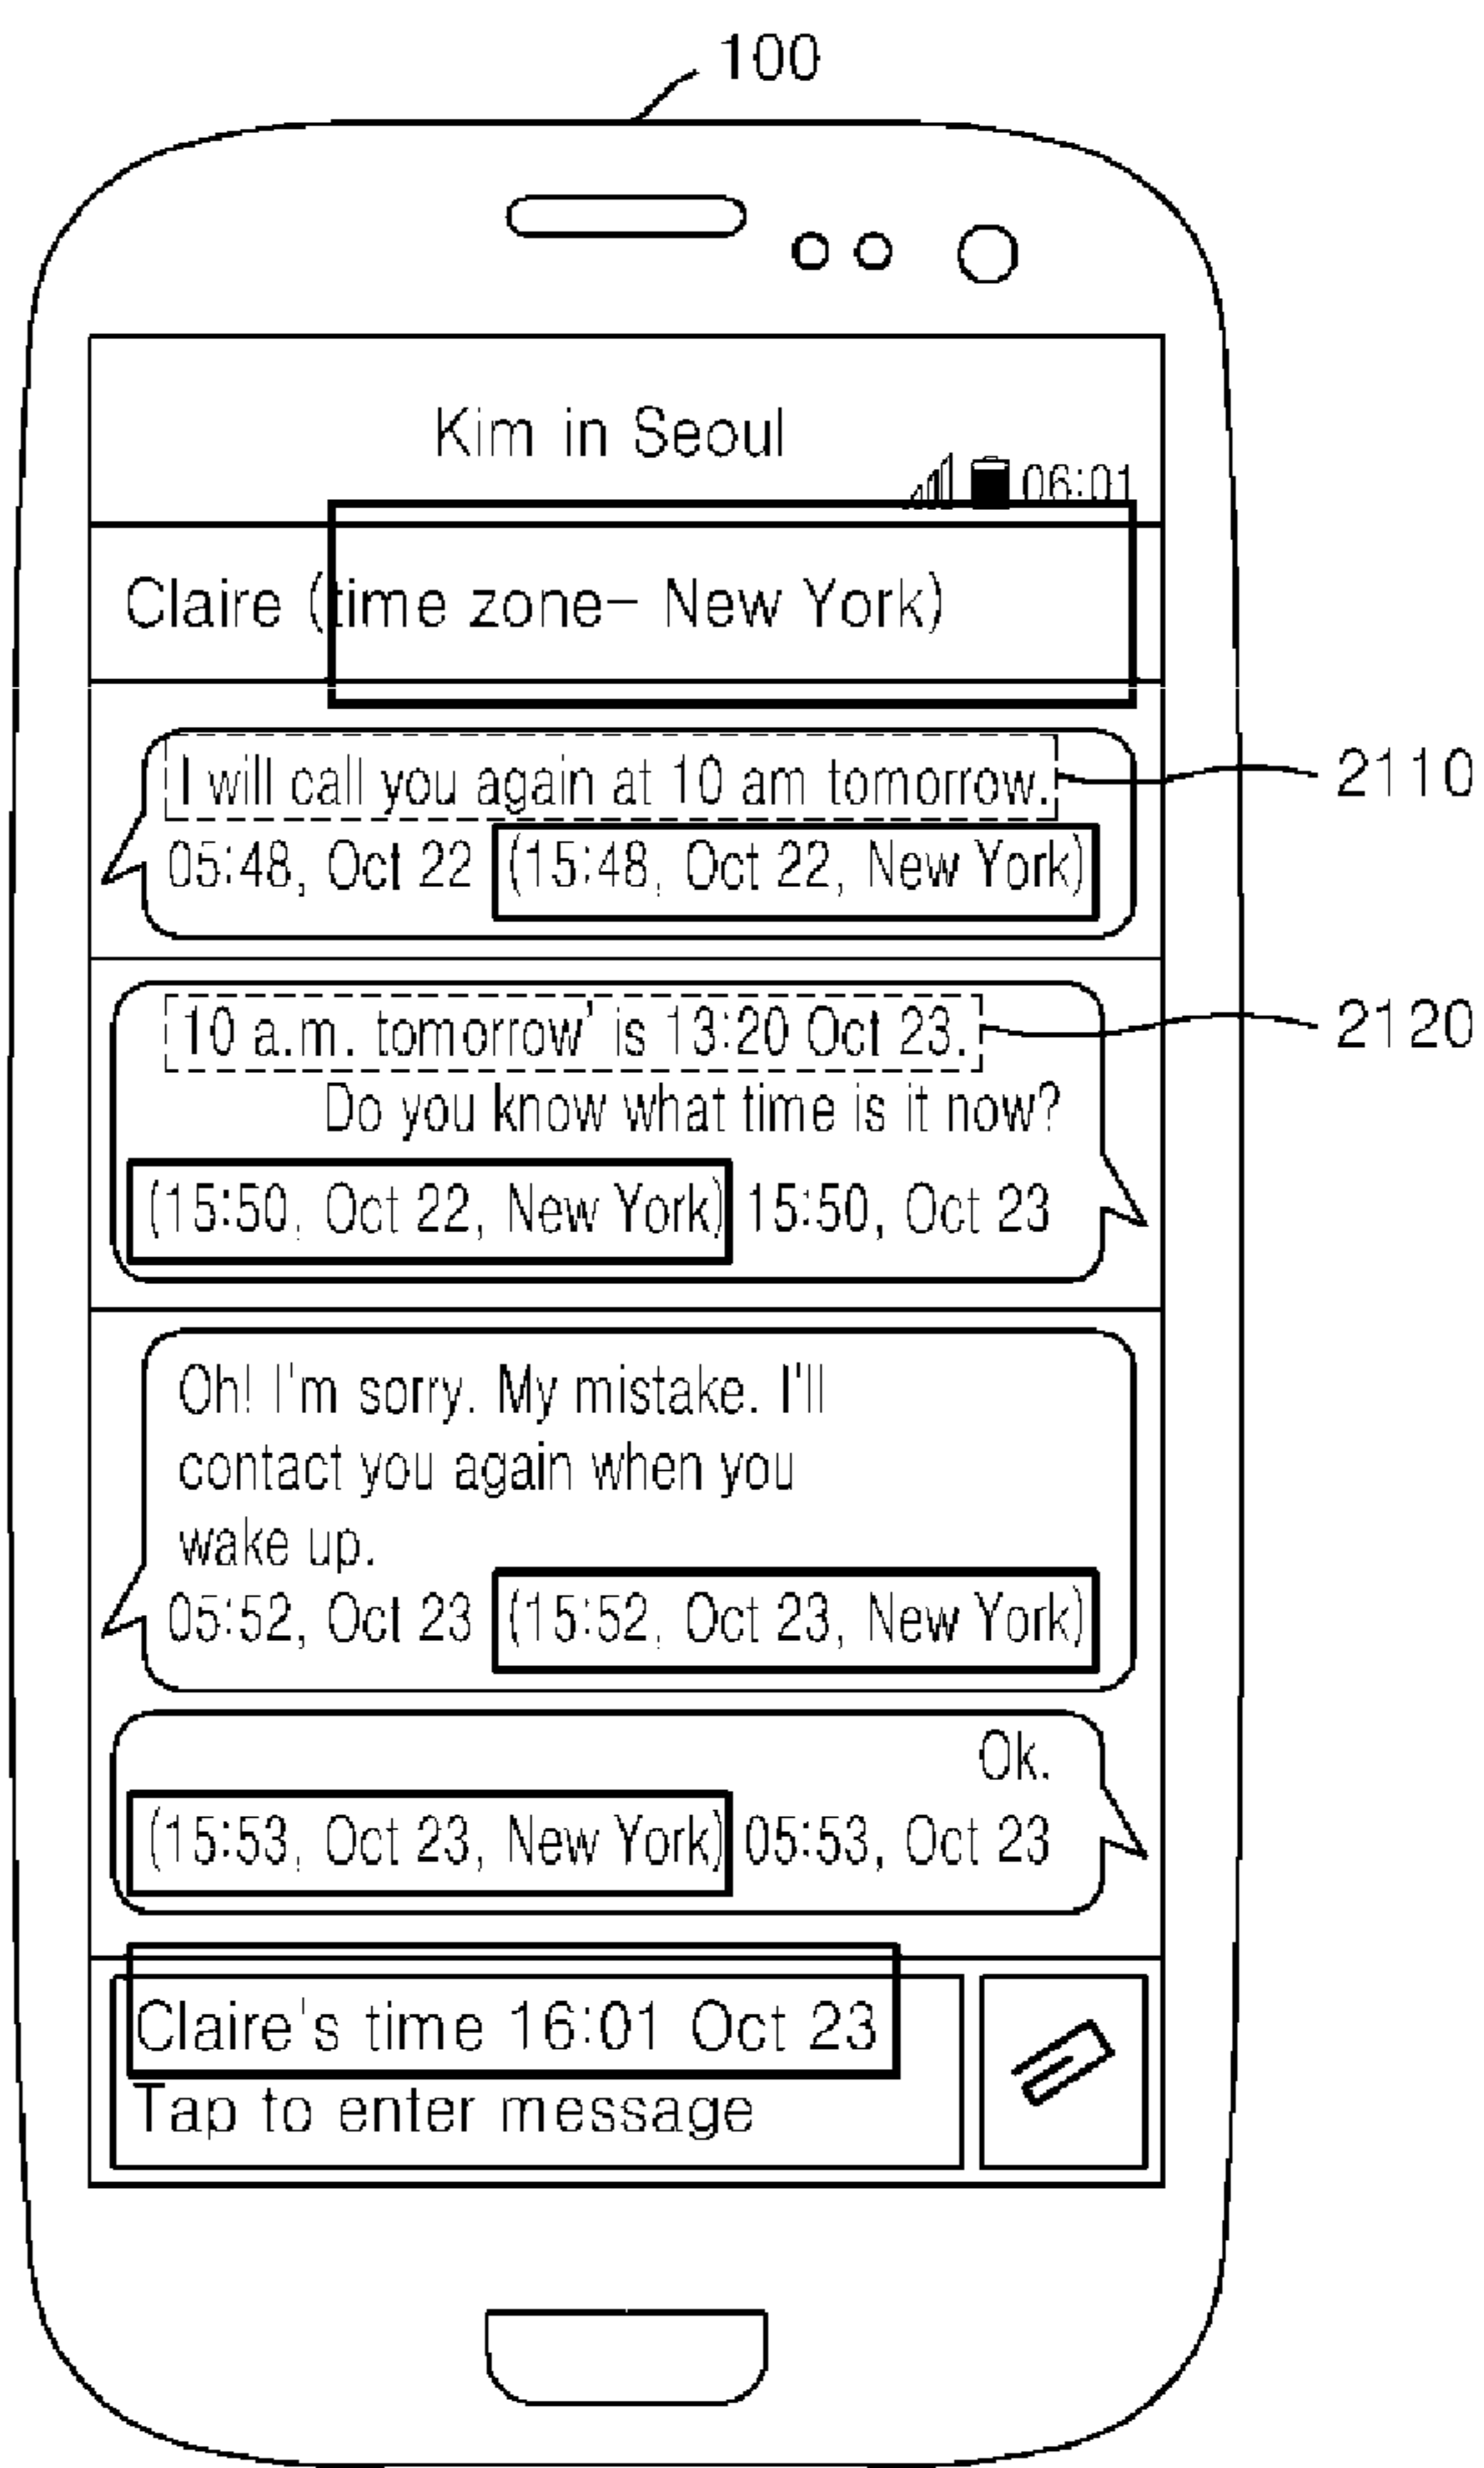 100
Kim in Seoul
06:01
Claire (time zone- New York)
I will call you again at 10 am tomorrow.
2110
05:48, Oct 22 (15:48, Oct 22, New York)
10 a.m. tomorrow' is 13:20 Oct 23.
2120
Do you know what time is it now?
(15:50, Oct 22, New York) 15:50, Oct 23
Oh! I'm sorry. My mistake. I'll
contact you again when you
wake up.
05:52, Oct 23 (15:52, Oct 23, New York)
Ok.
(15:53, Oct 23, New York) 05:53, Oct 23
Claire's time 16:01 Oct 23
Tap to enter message